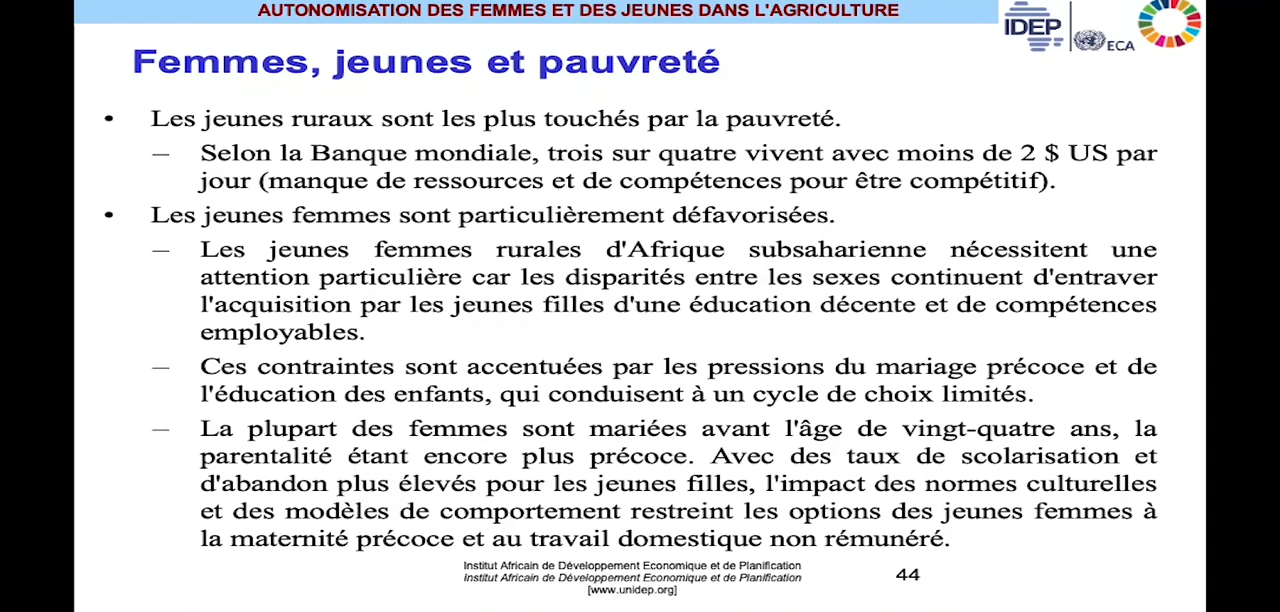 AUTONOMISATION DES FEMMES ET DES JEUNES DANS L'AGRICULTURE
IDEP
ECA
Femmes, jeunes et pauvreté
• Les jeunes ruraux sont les plus touchés par la pauvreté.
– Selon la Banque mondiale, trois sur quatre vivent avec moins de 2 $ US par
jour (manque de ressources et de compétences pour être compétitif).
• Les jeunes femmes sont particulièrement défavorisées.
– Les jeunes femmes rurales d'Afrique subsaharienne nécessitent une
attention particulière car les disparités entre les sexes continuent d'entraver
l'acquisition par les jeunes filles d'une éducation décente et de compétences
employables.
– Ces contraintes sont accentuées par les pressions du mariage précoce et de
l'éducation des enfants, qui conduisent à un cycle de choix limités.
– La plupart des femmes sont mariées avant l'âge de vingt-quatre ans, la
parentalité étant encore plus précoce. Avec des taux de scolarisation et
d'abandon plus élevés pour les jeunes filles, l'impact des normes culturelles
et des modèles de comportement restreint les options des jeunes femmes à
la maternité précoce et au travail domestique non rémunéré.
Institut Africain de Développement Economique et de Planification
Institut Africain de Développement Economique et de Planification
[www.unidep.org]
44